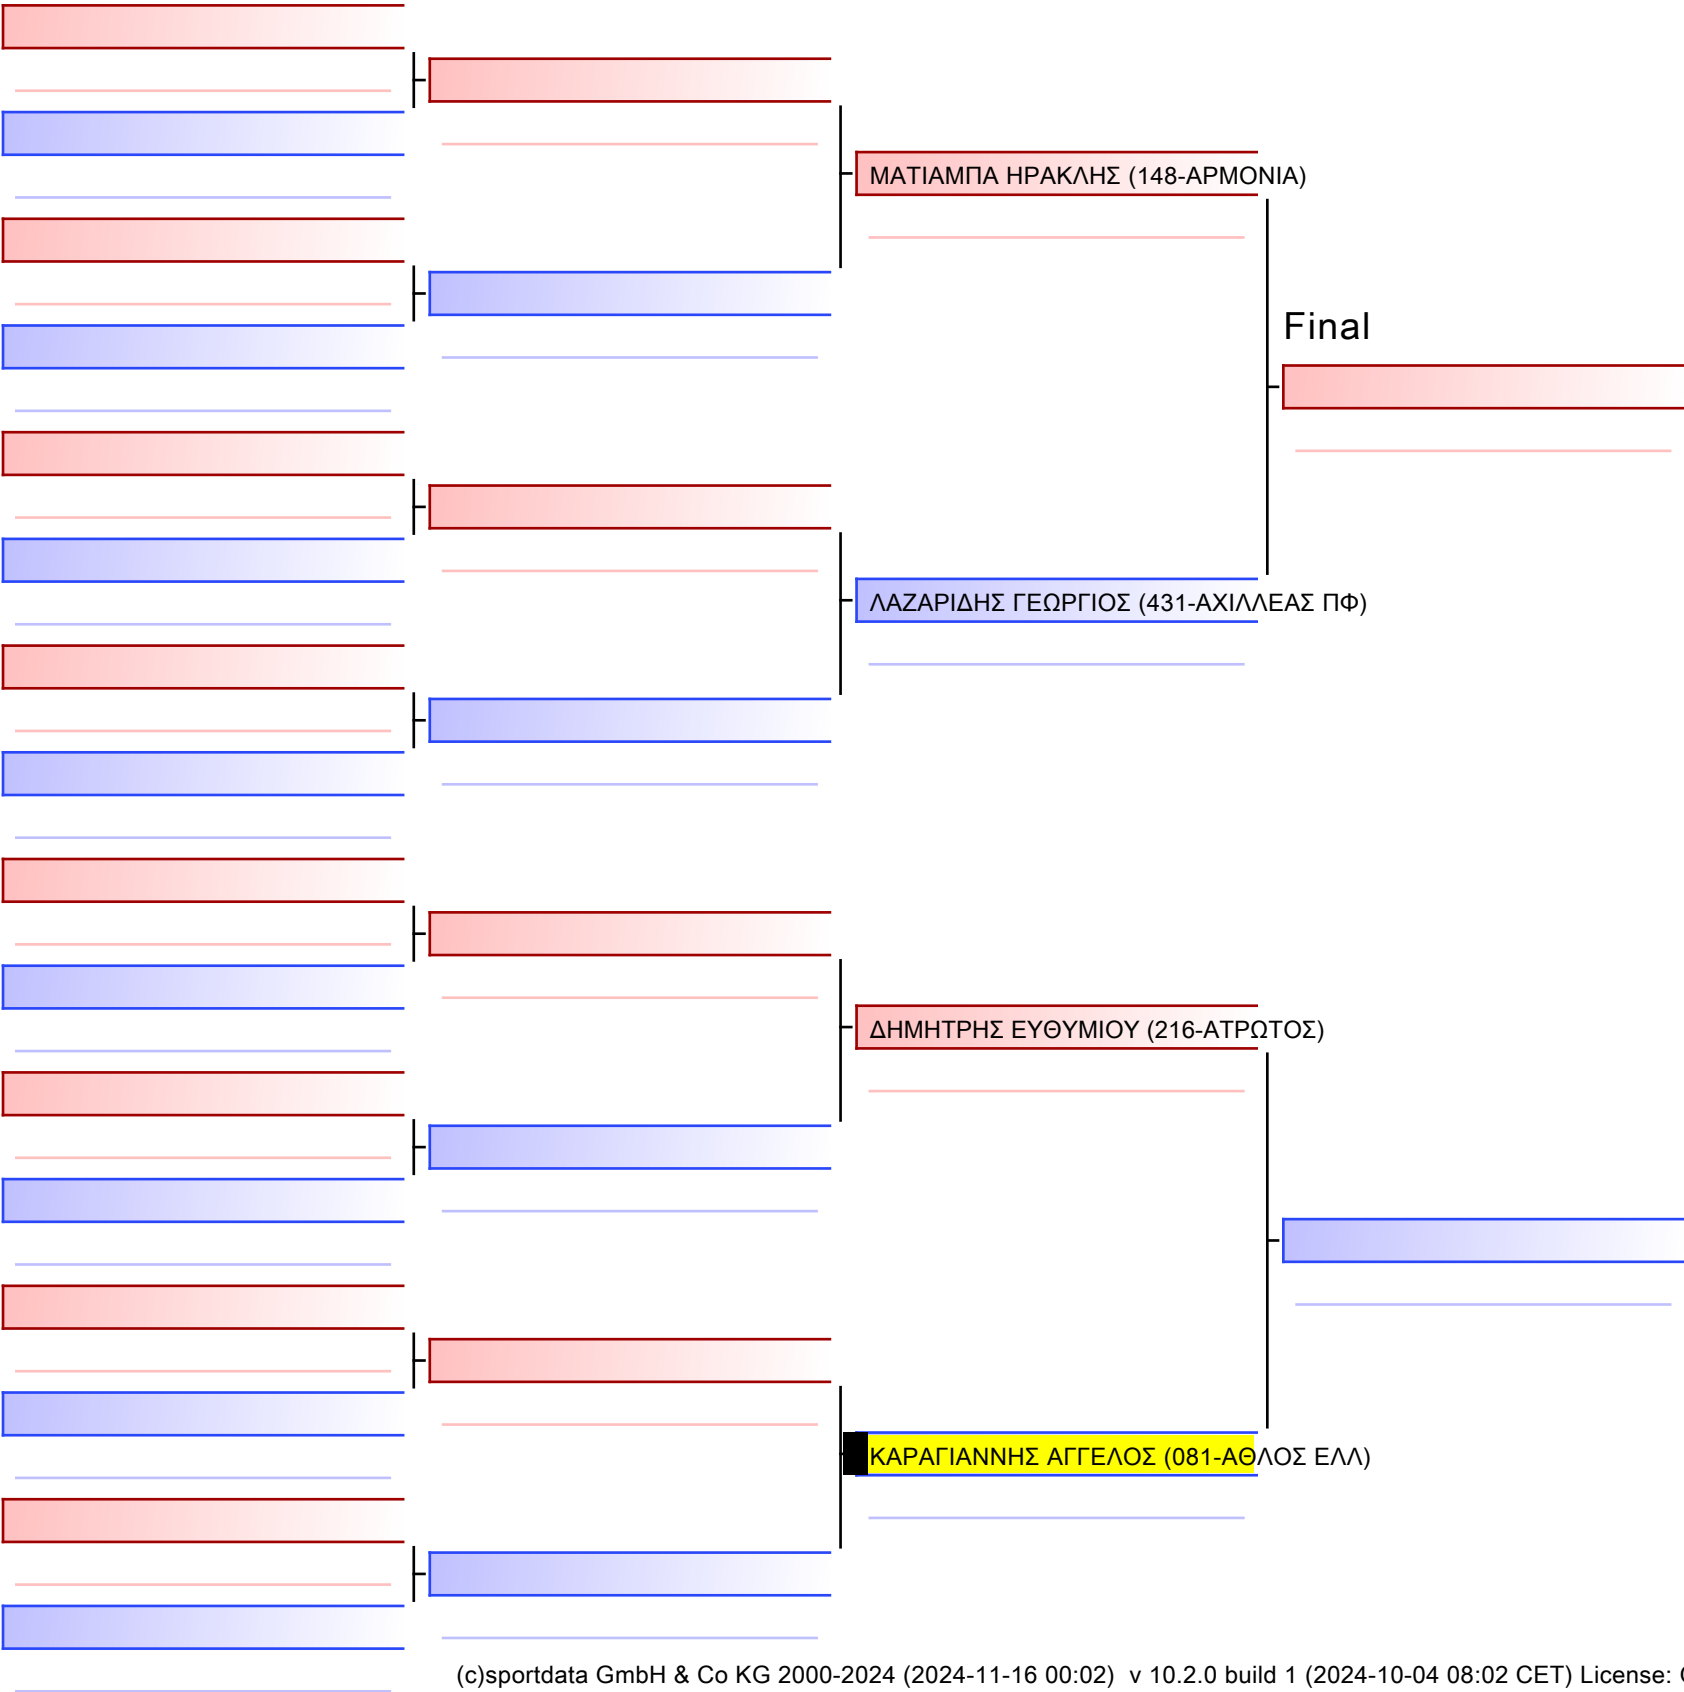 ΜΑΤΙΑΜΠΑ ΗΡΑΚΛΗΣ (148-ΑΡΜΟΝΙΑ)
Final
ΛΑΖΑΡΙΔΗΣ ΓΕΩΡΓΙΟΣ (431-ΑΧΙΛΛΕΑΣ ΠΦ)
ΔΗΜΗΤΡΗΣ ΕΥΘΥΜΙΟΥ (216-ΑΤΡΩΤΟΣ)
ΚΑΡΑΓΙΑΝΝΗΣ ΑΓΓΕΛΟΣ (081-ΑΘΛΟΣ ΕΛΛ)
(c)sportdata GmbH & Co KG 2000-2024 (2024-11-16 00:02) v 10.2.0 build 1 (2024-10-04 08:02 CET) License: